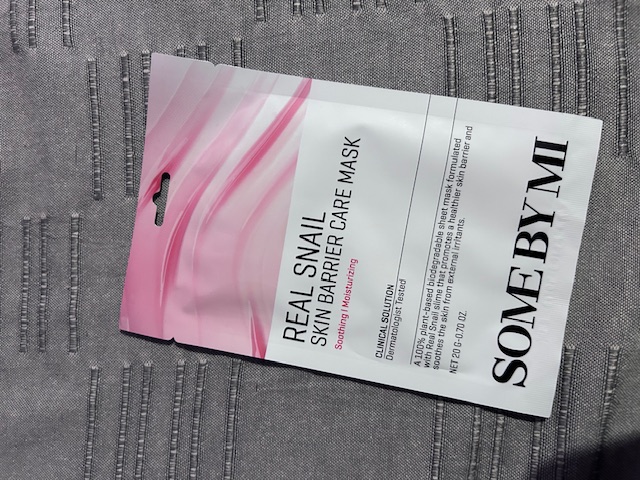 REAL SNAIL
SKIN BARRIER CARE MASK
Soothing | Moisturizing
CLINICAL SOLUTION
Dermatologist Tested
A 100% plant-based biodegradable sheet mask formulated
with Real Snail slime that promotes a healthier skin barrier and
soothes the skin from external irritants.
NET 20 G-0.70 OZ.
SOME BY MI